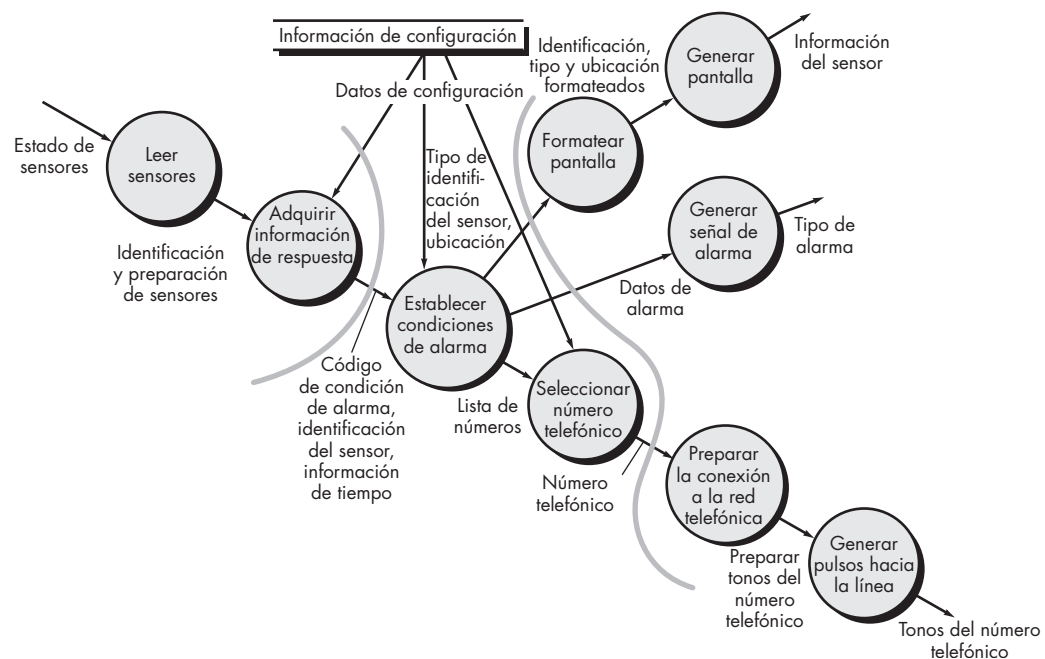 Información de configuración
Datos de configuración
Identificación,
tipo y ubicación
formateados
Generar
pantalla
Información
del sensor
Estado de
sensores
Leer
sensores
Formatear
pantalla
Tipo de
identifi-
cación
del sensor,
ubicación
Adquirir
información
de respuesta
Generar
señal de
alarma
Tipo de
alarma
Identificación
y preparación
de sensores
Establecer
condiciones
de alarma
Datos de
alarma
Código
de condición
de alarma,
identificación
del sensor,
información
de tiempo
Lista de
números
Seleccionar
número
telefónico
Número
telefónico
Preparar
la conexión
a la red
telefónica
Preparar
tonos del
número
telefónico
Generar
pulsos hacia
la línea
Tonos del número
telefónico